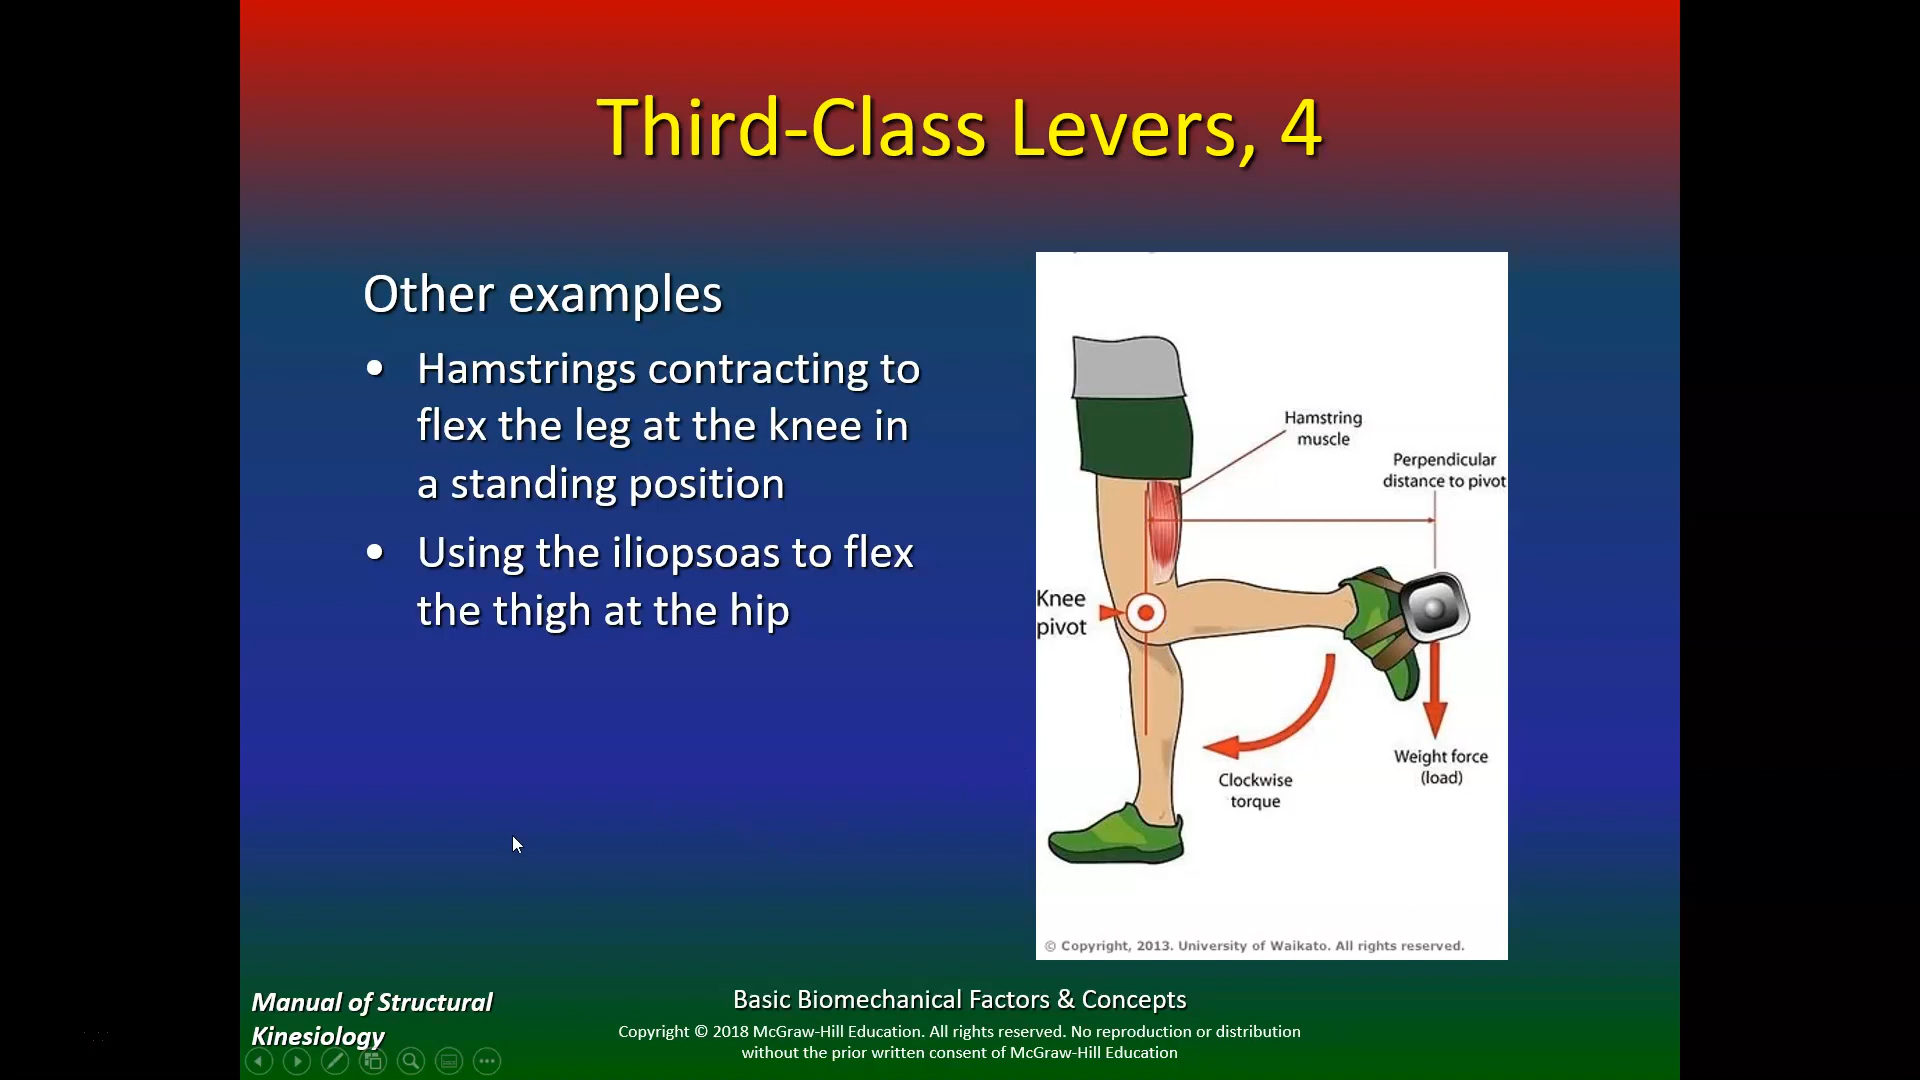 Third-Class Levers, 4
Other examples
• Hamstrings contracting to
flex the leg at the knee in
a standing position
• Using the iliopsoas to flex
the thigh at the hip
Hamstring
muscle
Perpendicular
distance to pivot
Knee
pivot
Weight force
(load)
Clockwise
torque
© Copyright, 2013. University of Waikato. All rights reserved.
Manual of Structural
Kinesiology
Basic Biomechanical Factors & Concepts
Copyright © 2018 McGraw-Hill Education. All rights reserved. No reproduction or distribution
without the prior written consent of McGraw-Hill Education